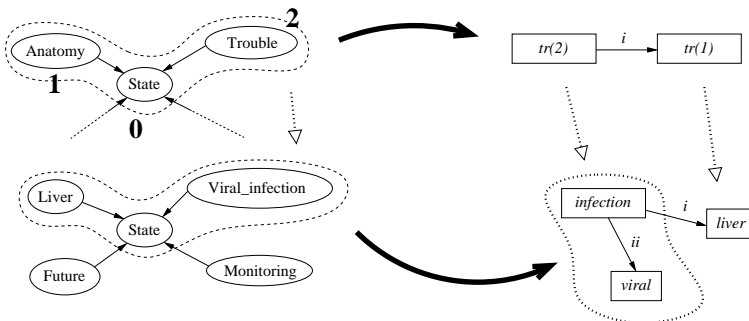 2
Anatomy
Trouble
1
State
0
i
tr(2)
tr(1)
Liver
Viral_infection
State
Future
Monitoring
infection
i
liver
ii
viral